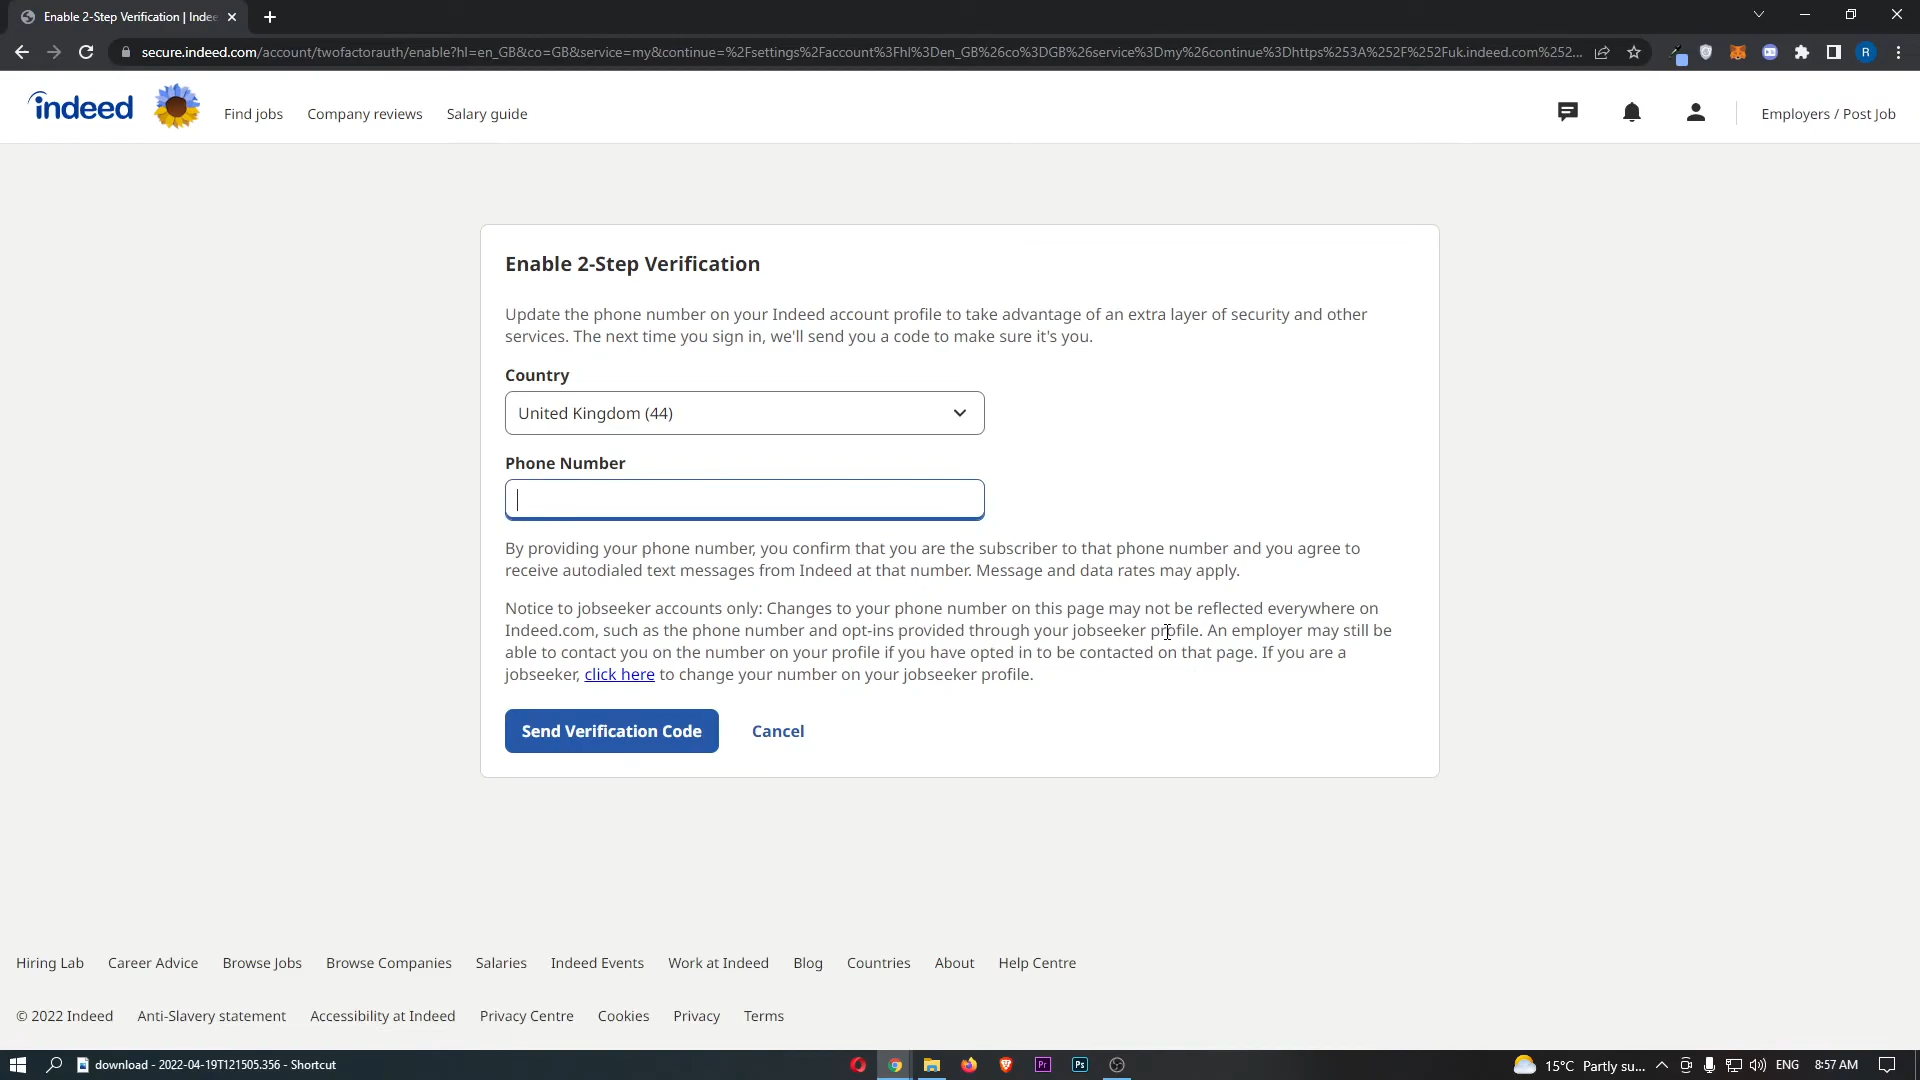 Enable 2-Step Verification | Indee
secure.indeed.com/account/twofactorauth/enable?hl=en_GB&co=GB&service=my&continue=%2Fsettings%2Faccount%3Fhl%3Den_GB%26co%3DGB%26service%3Dmy%26continue%3Dhttps%253A%252F%252Fuk.indeed.com%252...
R
indeed
Find jobs
Company reviews
Salary guide
Employers / Post Job
Enable 2-Step Verification
Update the phone number on your Indeed account profile to take advantage of an extra layer of security and other
services. The next time you sign in, we'll send you a code to make sure it's you.
Country
United Kingdom (44)
Phone Number
By providing your phone number, you confirm that you are the subscriber to that phone number and you agree to
receive autodialed text messages from Indeed at that number. Message and data rates may apply.
Notice to jobseeker accounts only: Changes to your phone number on this page may not be reflected everywhere on
Indeed.com, such as the phone number and opt-ins provided through your jobseeker profile. An employer may still be
able to contact you on the number on your profile if you have opted in to be contacted on that page. If you are a
jobseeker, click here to change your number on your jobseeker profile.
Send Verification Code
Cancel
Hiring Lab
Career Advice
Browse Jobs
Browse Companies
Salaries
Indeed Events
Work at Indeed
Blog
Countries
About
Help Centre
© 2022 Indeed
Anti-Slavery statement
Accessibility at Indeed
Privacy Centre
Cookies
Privacy
Terms
download - 2022-04-19T121505.356 - Shortcut
Pr
Ps
15°C Partly su...
ENG
8:57 AM